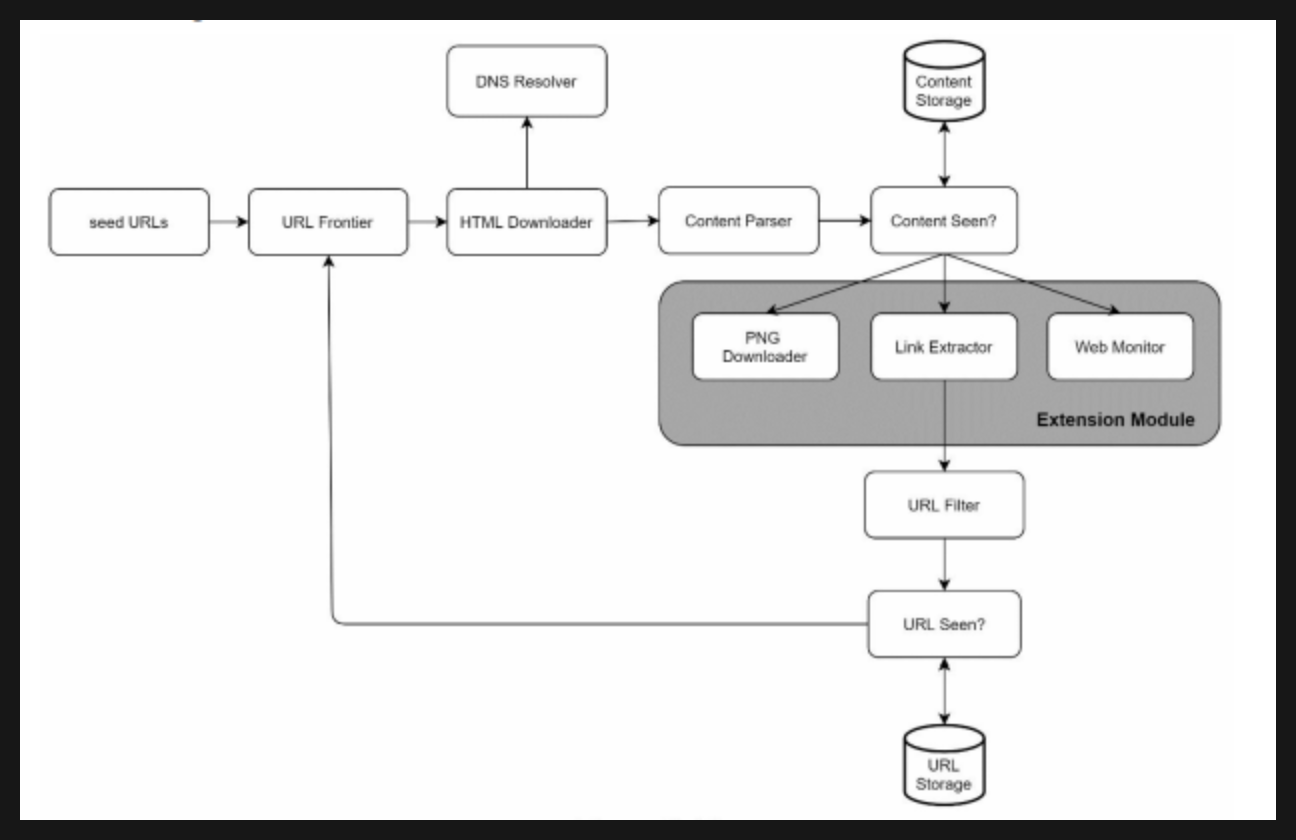 DNS Resolver
Content
Storage
seed URLs
URL Frontier
HTML Downloader
Content Parser
Content Seen?
PNG
Downloader
Link Extractor
Web Monitor
Extension Module
URL Filter
URL Seen?
URL
Storage